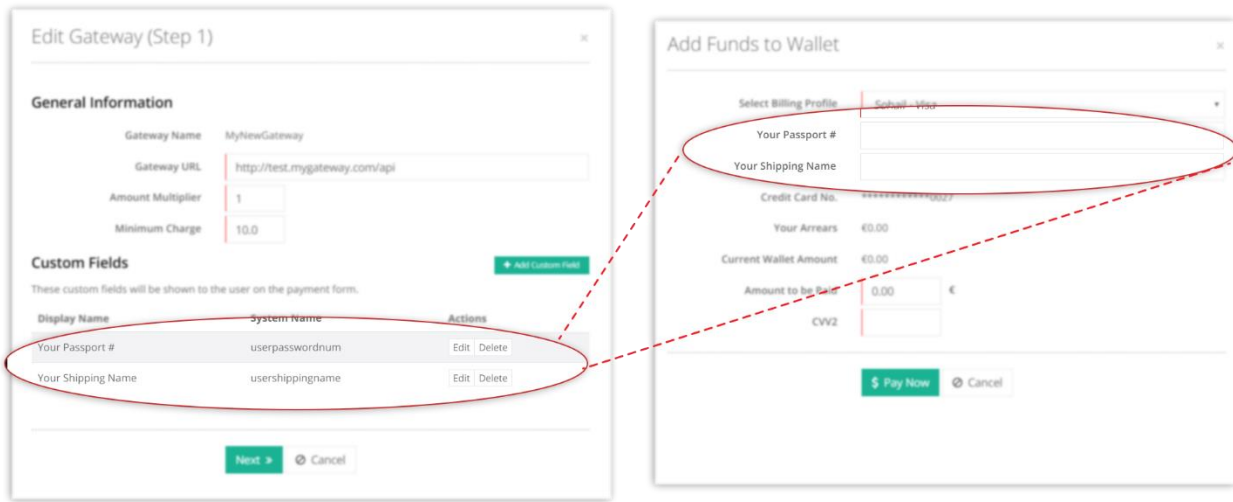 Edit Gateway (Step 1)
×
General Information
Gateway Name MyNewGateway
Gateway URL http://test.mygateway.com/api
Amount Multiplier 1
Minimum Charge 10.0
Custom Fields + Add Custom Field
These custom fields will be shown to the user on the payment form.
Display Name System Name Actions
Your Passport # userpasswordnum Edit Delete
Your Shipping Name usershippingname Edit Delete
Next » Cancel
Add Funds to Wallet
×
Select Billing Profile Sohail - Visa
Your Passport #
Your Shipping Name
Credit Card No. ************0027
Your Arrears €0.00
Current Wallet Amount €0.00
Amount to be Paid 0.00 €
CVV2
$ Pay Now Cancel